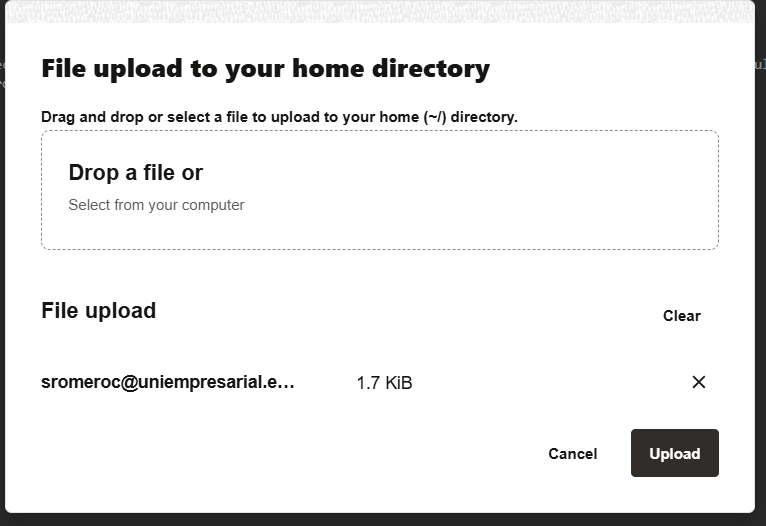 File upload to your home directory
Drag and drop or select a file to upload to your home (~/) directory.
Drop a file or
Select from your computer
File upload
Clear
sromeroc@uniempresarial.e... 1.7 KiB
Cancel Upload